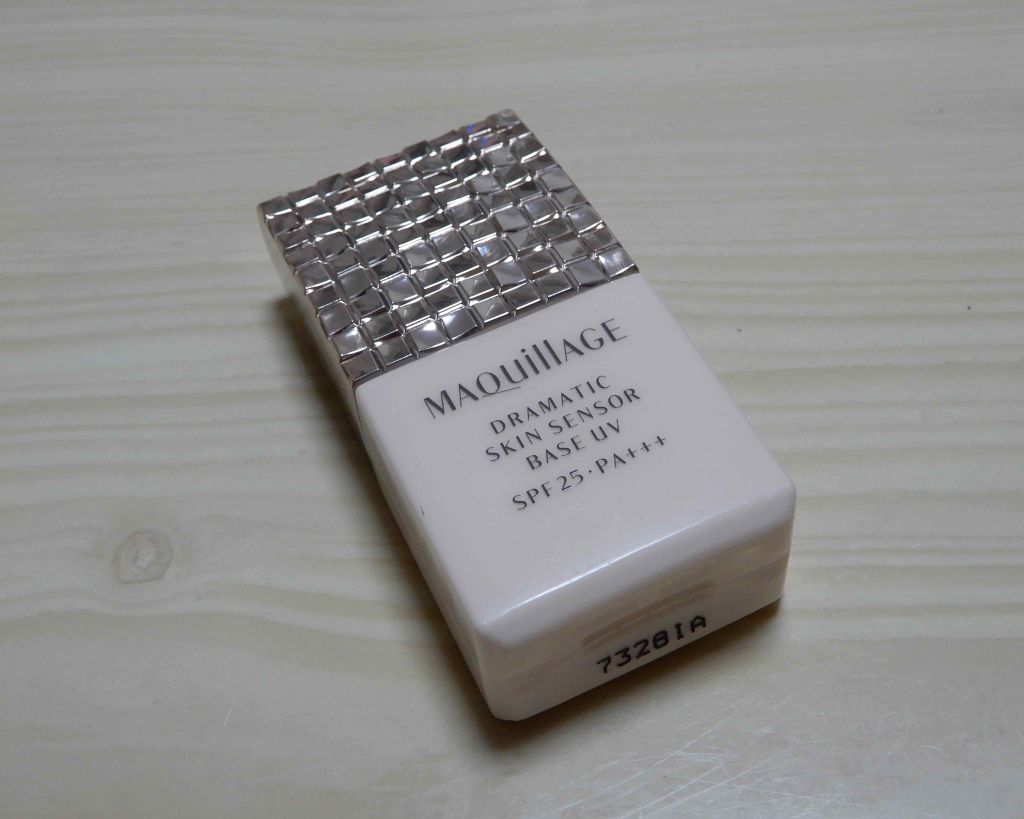 MAQuillAGE
DRAMATIC
SKIN SENSOR
BASE UV
SPF25·PA+++
7328IA